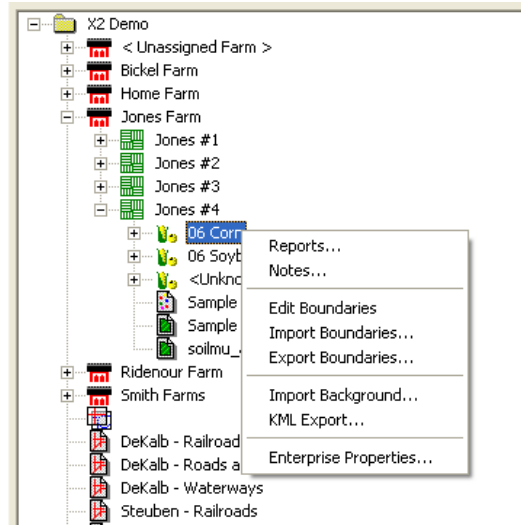 X2 Demo
< Unassigned Farm >
Bickel Farm
Home Farm
Jones Farm
Jones #1
Jones #2
Jones #3
Jones #4
06 Corn
06 Soyb
<Unkno
Sample
Sample
soilmu_
Ridenour Farm
Smith Farms
DeKalb - Railroad
DeKalb - Roads a
DeKalb - Waterways
Steuben - Railroads
Reports...
Notes...
Edit Boundaries
Import Boundaries...
Export Boundaries...
Import Background...
KML Export...
Enterprise Properties...